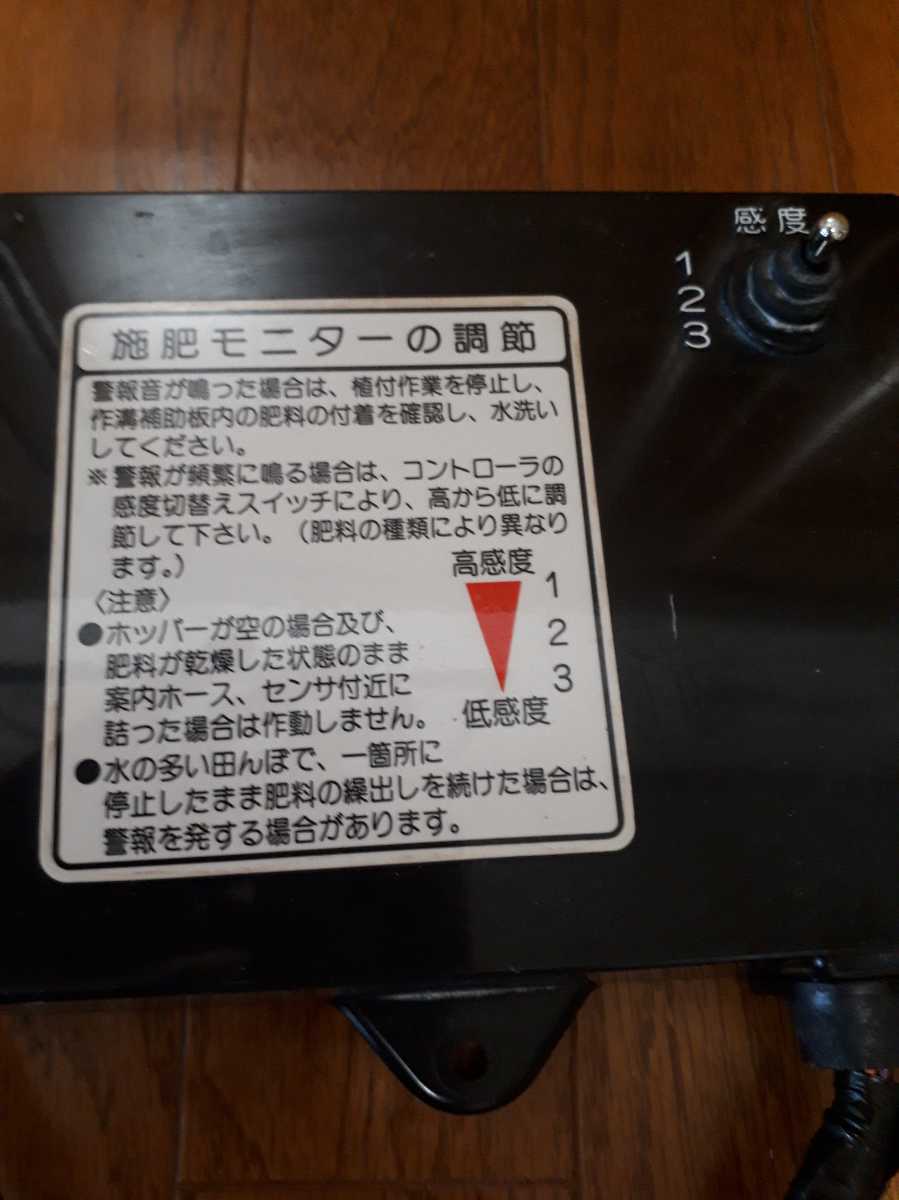 感度
1
2
3
施肥モニターの調節
警報音が鳴った場合は、植付作業を停止し、
作溝補助板内の肥料の付着を確認し、水洗い
してください。
※警報が頻繁に鳴る場合は、コントローラの
感度切替えスイッチにより、高から低に調
節して下さい。(肥料の種類により異なり
ます。)
高感度
1
2
3
低感度
〈注意〉
●ホッパーが空の場合及び、
肥料が乾燥した状態のまま
案内ホース、センサ付近に
詰った場合は作動しません。
●水の多い田んぼで、一箇所に
停止したまま肥料の繰出しを続けた場合は、
警報を発する場合があります。